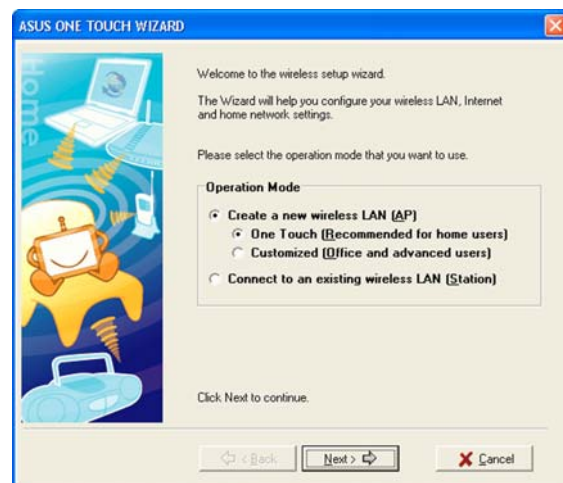 ASUS ONE TOUCH WIZARD
Home
Welcome to the wireless setup wizard.
The Wizard will help you configure your wireless LAN, Internet
and home network settings.
Please select the operation mode that you want to use.
Operation Mode
Create a new wireless LAN (AP)
One Touch (Recommended for home users)
Customized (Office and advanced users)
Connect to an existing wireless LAN (Station)
Click Next to continue.
< Back
Next >
Cancel